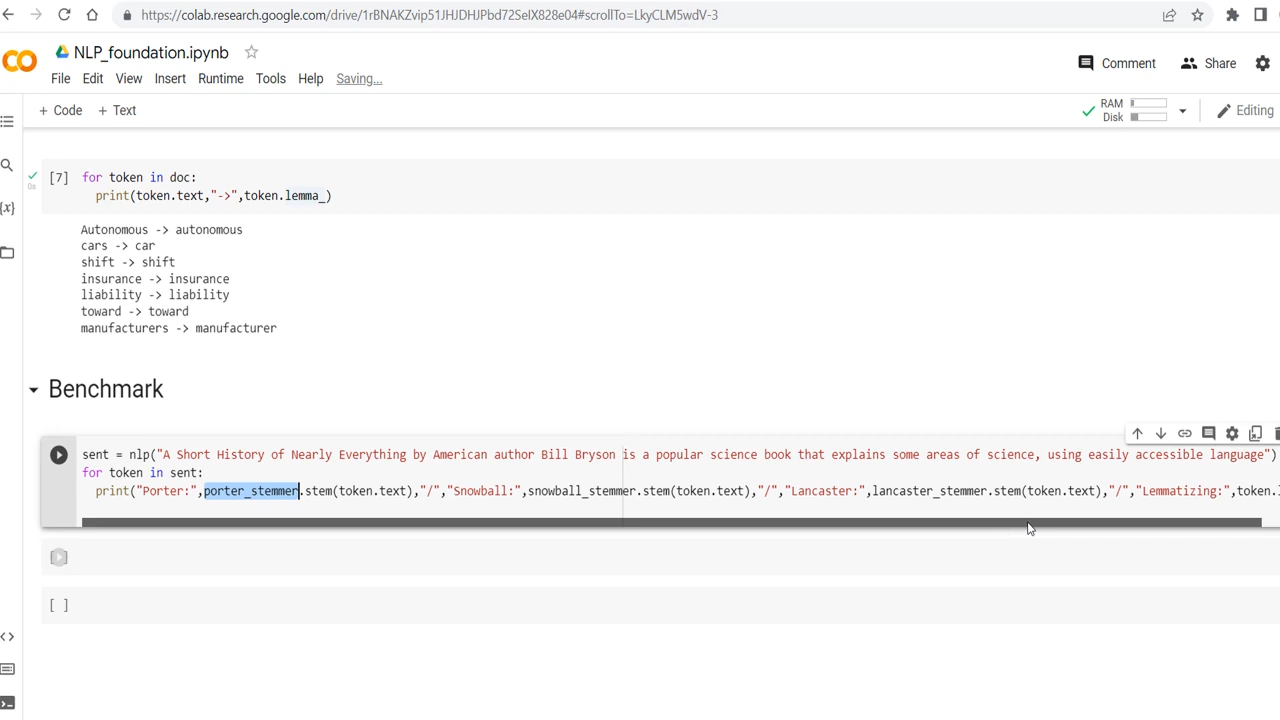 https://colab.research.google.com/drive/1rBNAKZvip51JHJDHJPbd72SeIX828e04#scrollTo=LkyCLM5wdV-3
NLP_foundation.ipynb
Comment
Share
File Edit View Insert Runtime Tools Help Saving...
+ Code + Text
RAM
Disk
Editing
[7] for token in doc:
0s
print(token.text,"->",token.lemma_)
Autonomous -> autonomous
cars -> car
shift -> shift
insurance -> insurance
liability -> liability
toward -> toward
manufacturers -> manufacturer
Benchmark
sent = nlp("A Short History of Nearly Everything by American author Bill Bryson is a popular science book that explains some areas of science, using easily accessible language")
for token in sent:
print("Porter:",porter_stemmer.stem(token.text),"/","Snowball:",snowball_stemmer.stem(token.text),"/","Lancaster:",lancaster_stemmer.stem(token.text),"/","Lemmatizing:",token.
[ ]